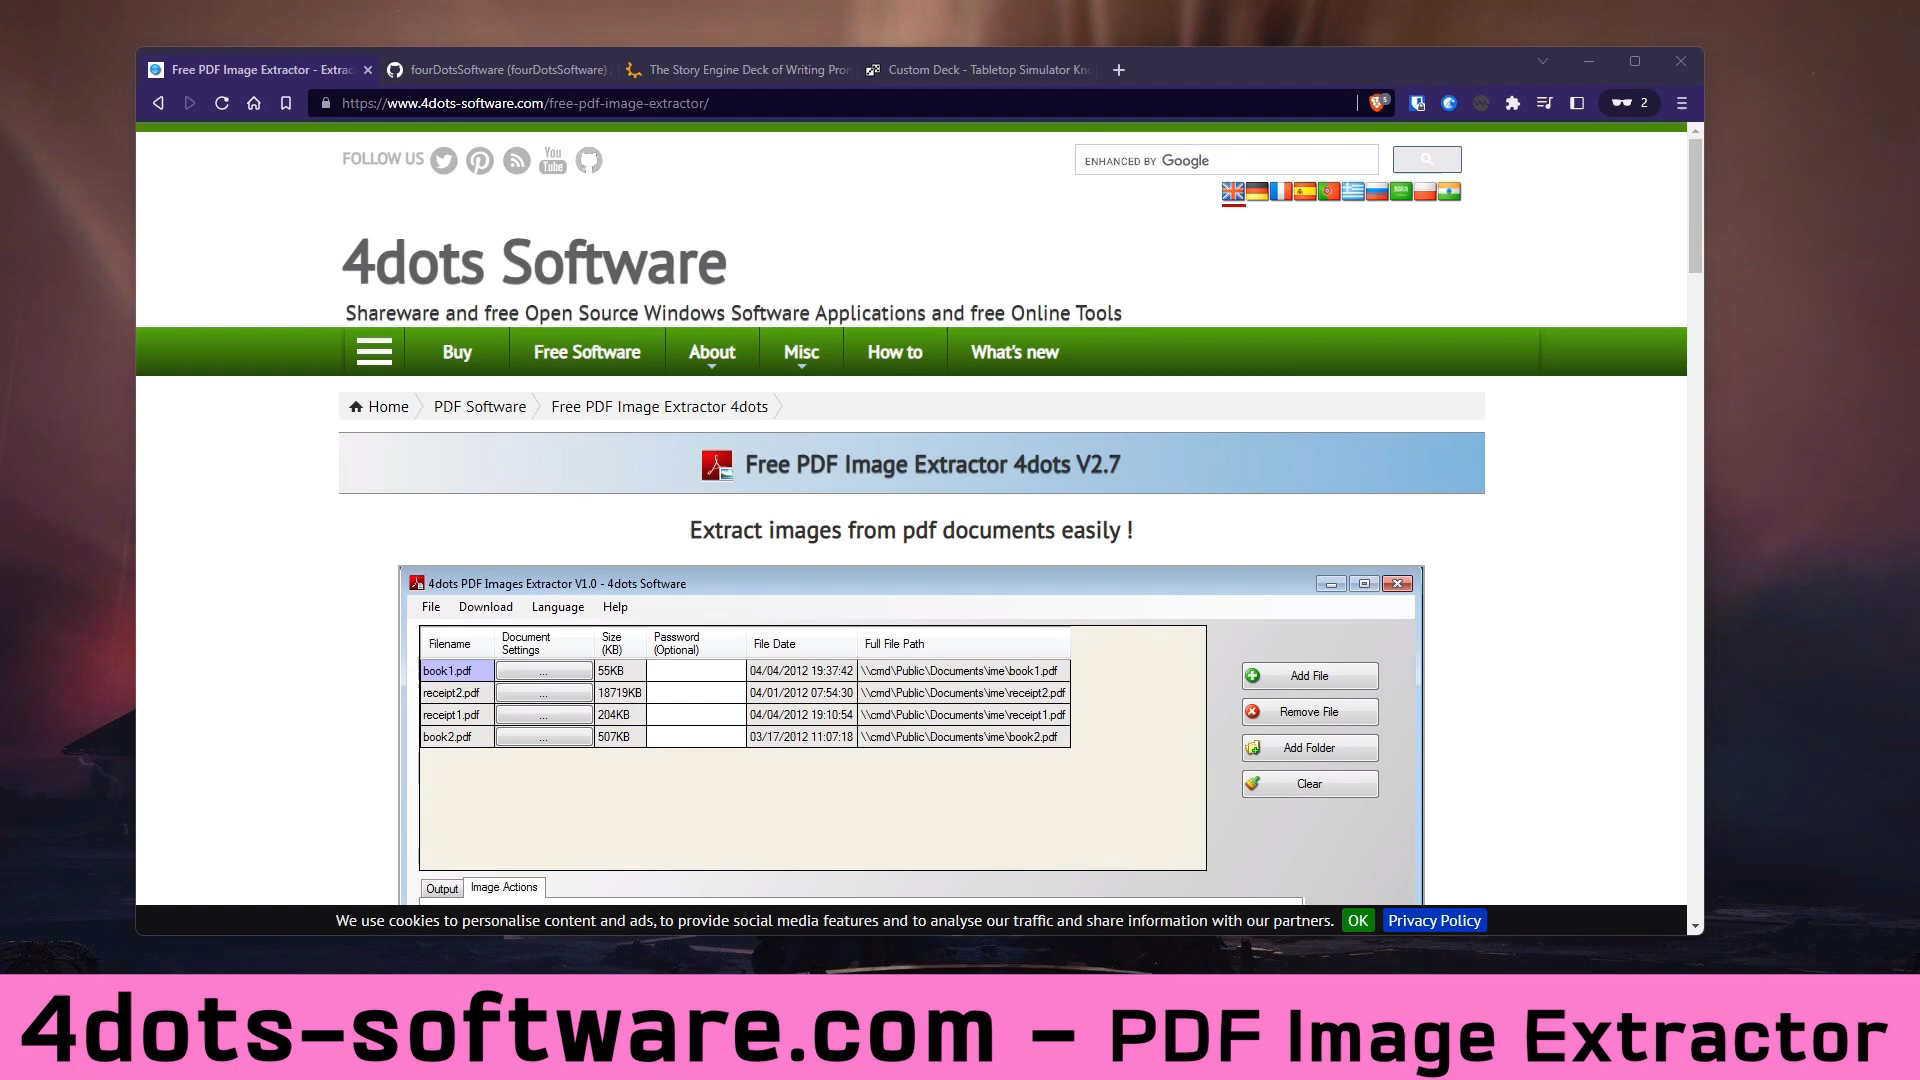 Free PDF Image Extractor - Extrac
fourDotsSoftware (fourDotsSoftware)
The Story Engine Deck of Writing Pron
Custom Deck - Tabletop Simulator Kn
https://www.4dots-software.com/free-pdf-image-extractor/
5
2
FOLLOW US
You
Tube
ENHANCED BY Google
4dots Software
Shareware and free Open Source Windows Software Applications and free Online Tools
Buy Free Software About Misc How to What's new
Home PDF Software Free PDF Image Extractor 4dots
Free PDF Image Extractor 4dots V2.7
Extract images from pdf documents easily !
4dots PDF Images Extractor V1.0 - 4dots Software
File Download Language Help
Filename Document Settings Size (KB) Password (Optional) File Date Full File Path
book1.pdf ... 55KB 04/04/2012 19:37:42 \\cmd\Public\Documents\ime\book1.pdf
receipt2.pdf ... 18719KB 04/01/2012 07:54:30 \\cmd\Public\Documents\ime\receipt2.pdf
receipt1.pdf ... 204KB 04/04/2012 19:10:54 \\cmd\Public\Documents\ime\receipt1.pdf
book2.pdf ... 507KB 03/17/2012 11:07:18 \\cmd\Public\Documents\ime\book2.pdf
Add File
Remove File
Add Folder
Clear
Output Image Actions
We use cookies to personalise content and ads, to provide social media features and to analyse our traffic and share information with our partners. OK Privacy Policy
4dots-software.com - PDF Image Extractor